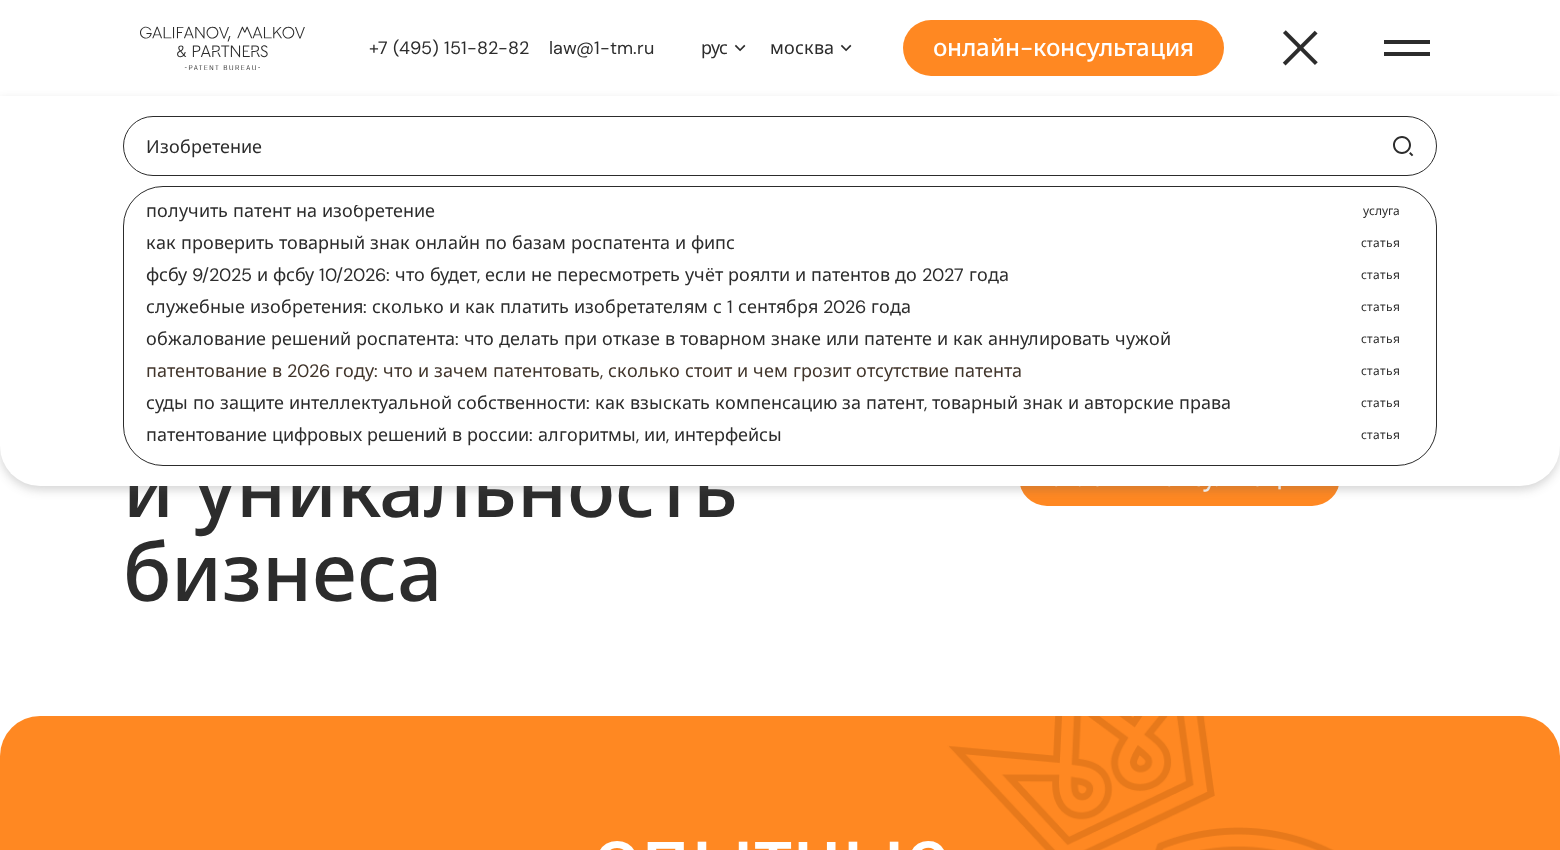 GALIFANOV, MALKOV
& PARTNERS
-PATENT BUREAU-
+7 (495) 151-82-82
law@1-tm.ru
рус
москва
онлайн-консультация
Изобретение
получить патент на изобретение услуга
как проверить товарный знак онлайн по базам роспатента и фипс статья
фсбу 9/2025 и фсбу 10/2026: что будет, если не пересмотреть учёт роялти и патентов до 2027 года статья
служебные изобретения: сколько и как платить изобретателям с 1 сентября 2026 года статья
обжалование решений роспатента: что делать при отказе в товарном знаке или патенте и как аннулировать чужой статья
патентование в 2026 году: что и зачем патентовать, сколько стоит и чем грозит отсутствие патента статья
суды по защите интеллектуальной собственности: как взыскать компенсацию за патент, товарный знак и авторские права статья
патентование цифровых решений в россии: алгоритмы, ии, интерфейсы статья
и уникальность
бизнеса
опытные